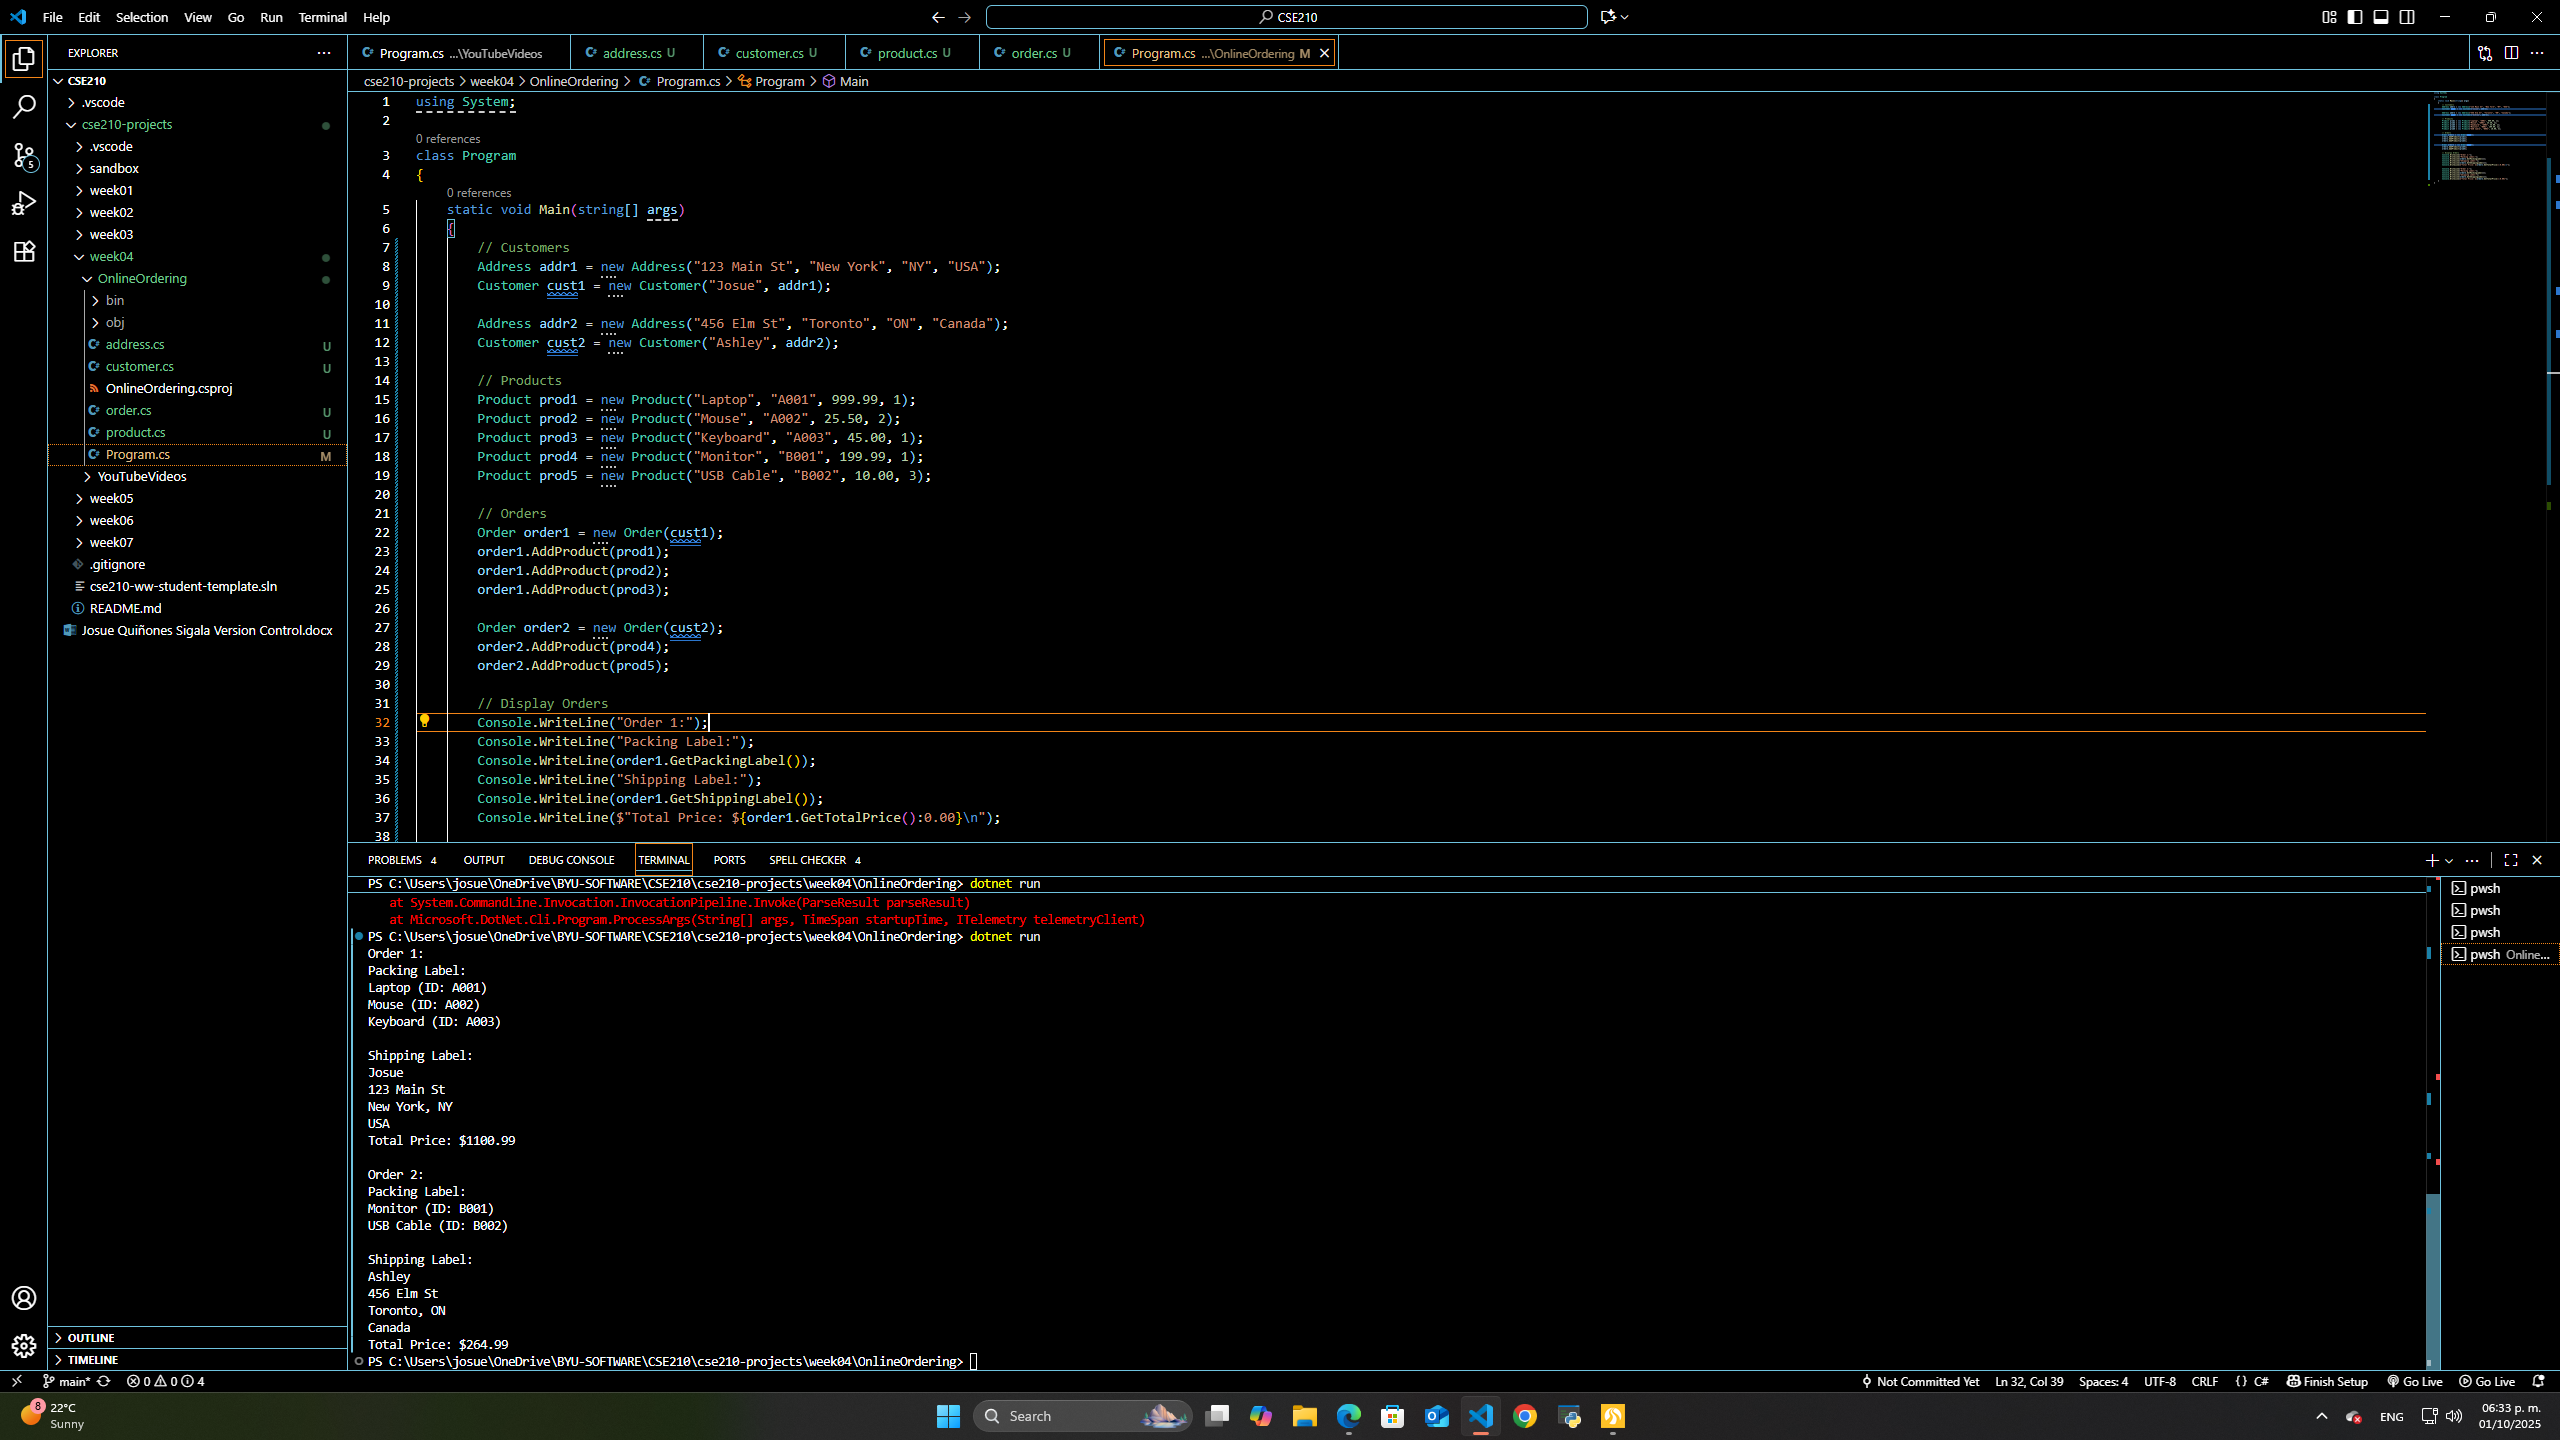 File Edit Selection View Go Run Terminal Help
CSE210
EXPLORER
CSE210
.vscode
cse210-projects
.vscode
sandbox
week01
week02
week03
week04
OnlineOrdering
bin
obj
address.cs U
customer.cs U
OnlineOrdering.csproj
order.cs U
product.cs U
Program.cs M
YouTubeVideos
week05
week06
week07
.gitignore
cse210-ww-student-template.sln
README.md
Josue Quiñones Sigala Version Control.docx
OUTLINE
TIMELINE
5
Program.cs ...\YouTubeVideos address.cs U customer.cs U product.cs U order.cs U Program.cs ...\OnlineOrdering M
cse210-projects > week04 > OnlineOrdering > Program.cs > Program > Main
1 using System;
2
0 references
3 class Program
4 {
0 references
5 static void Main(string[] args)
6 {
7 // Customers
8 Address addr1 = new Address("123 Main St", "New York", "NY", "USA");
9 Customer cust1 = new Customer("Josue", addr1);
10
11 Address addr2 = new Address("456 Elm St", "Toronto", "ON", "Canada");
12 Customer cust2 = new Customer("Ashley", addr2);
13
14 // Products
15 Product prod1 = new Product("Laptop", "A001", 999.99, 1);
16 Product prod2 = new Product("Mouse", "A002", 25.50, 2);
17 Product prod3 = new Product("Keyboard", "A003", 45.00, 1);
18 Product prod4 = new Product("Monitor", "B001", 199.99, 1);
19 Product prod5 = new Product("USB Cable", "B002", 10.00, 3);
20
21 // Orders
22 Order order1 = new Order(cust1);
23 order1.AddProduct(prod1);
24 order1.AddProduct(prod2);
25 order1.AddProduct(prod3);
26
27 Order order2 = new Order(cust2);
28 order2.AddProduct(prod4);
29 order2.AddProduct(prod5);
30
31 // Display Orders
32 Console.WriteLine("Order 1:");
33 Console.WriteLine("Packing Label:");
34 Console.WriteLine(order1.GetPackingLabel());
35 Console.WriteLine("Shipping Label:");
36 Console.WriteLine(order1.GetShippingLabel());
37 Console.WriteLine($"Total Price: ${order1.GetTotalPrice():0.00}\n");
38
PROBLEMS 4 OUTPUT DEBUG CONSOLE TERMINAL PORTS SPELL CHECKER 4
PS C:\Users\josue\OneDrive\BYU-SOFTWARE\CSE210\cse210-projects\week04\OnlineOrdering> dotnet run
at System.CommandLine.Invocation.InvocationPipeline.Invoke(ParseResult parseResult)
at Microsoft.DotNet.Cli.Program.ProcessArgs(String[] args, TimeSpan startupTime, ITelemetry telemetryClient)
PS C:\Users\josue\OneDrive\BYU-SOFTWARE\CSE210\cse210-projects\week04\OnlineOrdering> dotnet run
Order 1:
Packing Label:
Laptop (ID: A001)
Mouse (ID: A002)
Keyboard (ID: A003)
Shipping Label:
Josue
123 Main St
New York, NY
USA
Total Price: $1100.99
Order 2:
Packing Label:
Monitor (ID: B001)
USB Cable (ID: B002)
Shipping Label:
Ashley
456 Elm St
Toronto, ON
Canada
Total Price: $264.99
PS C:\Users\josue\OneDrive\BYU-SOFTWARE\CSE210\cse210-projects\week04\OnlineOrdering>
pwsh
pwsh
pwsh
pwsh Online...
main* 0 0 4 Not Committed Yet Ln 32, Col 39 Spaces: 4 UTF-8 CRLF {} C# Finish Setup Go Live Go Live
8
22°C
Sunny
Search
ENG
06:33 p. m.
01/10/2025